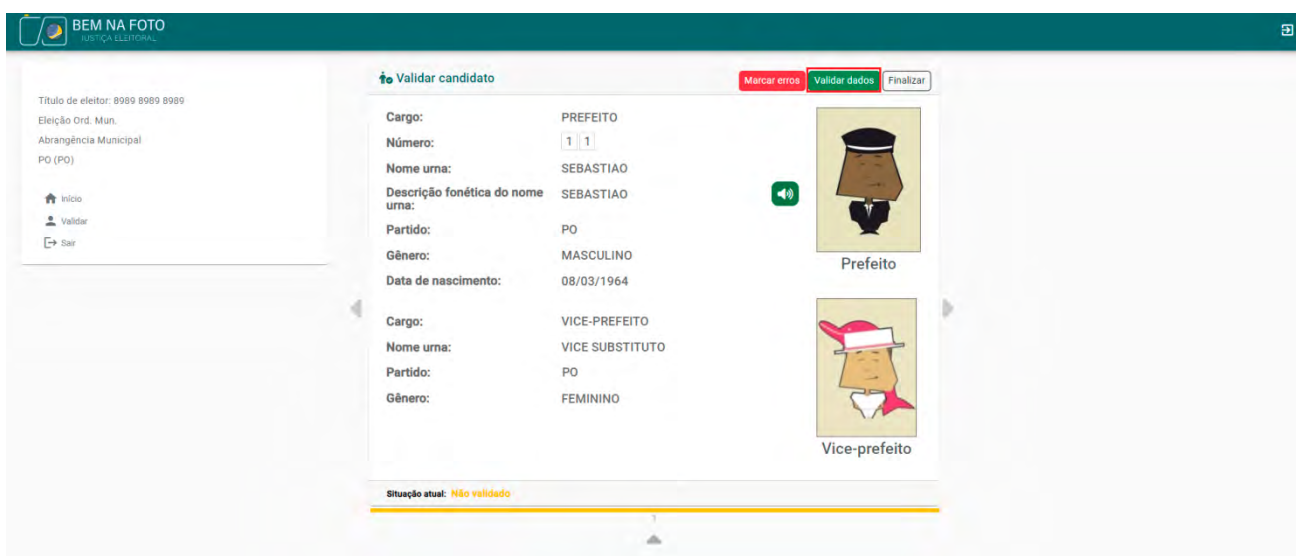 BEM NA FOTO
JUSTIÇA ELEITORAL
Título de eleitor: 8989 8989 8989
Eleição Ord. Mun.
Abrangência Municipal
PO (PO)
Início
Validar
Sair
Validar candidato
Marcar erros Validar dados Finalizar
Cargo: PREFEITO
Número: 1 1
Nome urna: SEBASTIAO
Descrição fonética do nome urna: SEBASTIAO
Partido: PO
Gênero: MASCULINO
Data de nascimento: 08/03/1964
Prefeito
Cargo: VICE-PREFEITO
Nome urna: VICE SUBSTITUTO
Partido: PO
Gênero: FEMININO
Vice-prefeito
Situação atual: Não validado
1